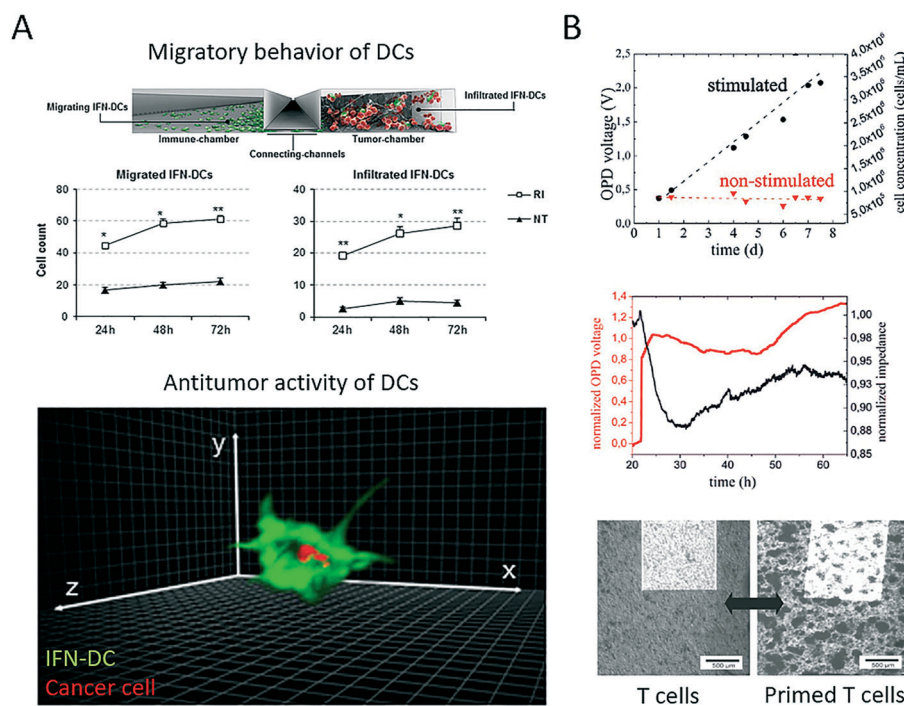 A
Migratory behavior of DCs
Migrating IFN-DCs
Infiltrated IFN-DCs
Immune-chamber
Tumor-chamber
Connecting-channels
Migrated IFN-DCs
Cell count
80
60
40
20
0
*
*
**
24h
48h
72h
Infiltrated IFN-DCs
40
30
20
10
0
**
*
**
24h
48h
72h
RI
NT
Antitumor activity of DCs
y
x
z
IFN-DC
Cancer cell
B
OPD voltage (V)
2,5
2,0
1,5
1,0
0,5
0,0
stimulated
non-stimulated
0 1 2 3 4 5 6 7 8
time (d)
4,0x10⁶
3,5x10⁶
3,0x10⁶
2,5x10⁶
2,0x10⁶
1,5x10⁶
1,0x10⁶
5,0x10⁵
cell concentration (cells/mL)
normalized OPD voltage
1,4
1,2
1,0
0,8
0,6
0,4
0,2
0,0
20 30 40 50 60
time (h)
1,00
0,98
0,95
0,93
0,90
0,88
0,85
normalized impedance
500 µm
500 µm
T cells
Primed T cells